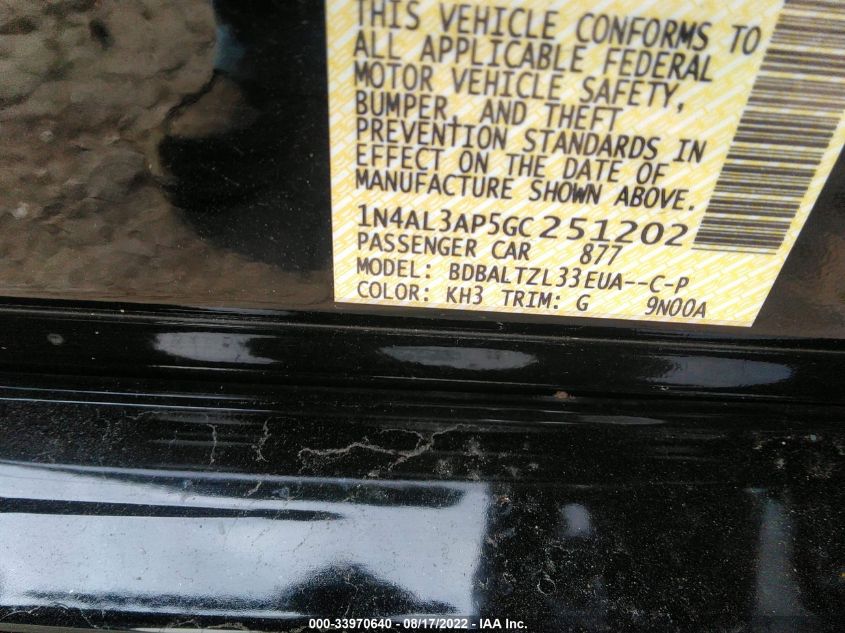 THIS VEHICLE CONFORMS TO
ALL APPLICABLE FEDERAL
MOTOR VEHICLE SAFETY,
BUMPER, AND THEFT
PREVENTION STANDARDS IN
EFFECT ON THE DATE OF
MANUFACTURE SHOWN ABOVE.
1N4AL3AP5GC251202
PASSENGER CAR 877
MODEL: BDBALTZL33EUA--C-P
COLOR: KH3 TRIM: G 9N00A
000-33970640 - 08/17/2022 - IAA Inc.